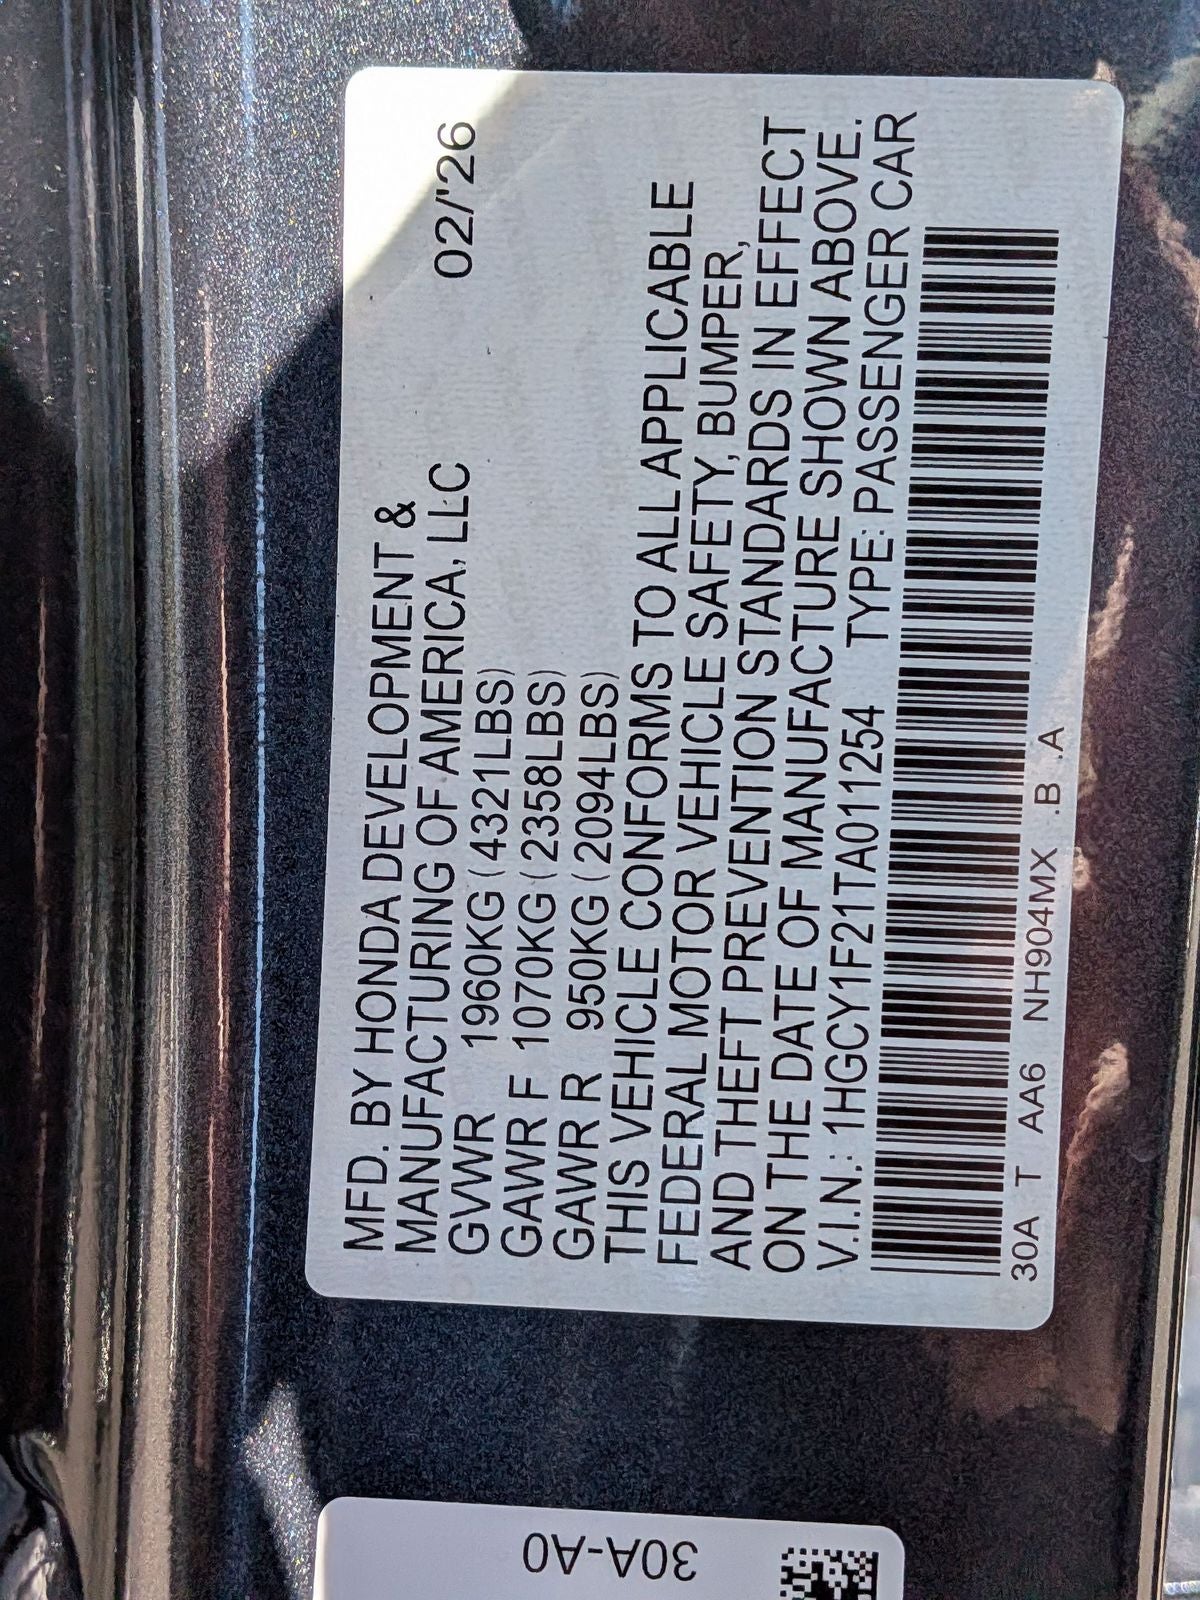 MFD. BY HONDA DEVELOPMENT &
MANUFACTURING OF AMERICA, LLC 02/'26
GVWR 1960KG (4321LBS)
GAWR F 1070KG (2358LBS)
GAWR R 950KG (2094LBS)
THIS VEHICLE CONFORMS TO ALL APPLICABLE
FEDERAL MOTOR VEHICLE SAFETY, BUMPER,
AND THEFT PREVENTION STANDARDS IN EFFECT
ON THE DATE OF MANUFACTURE SHOWN ABOVE.
V.I.N.: 1HGCY1F21TA011254 TYPE: PASSENGER CAR
30A T AA6 NH904MX .B .A
30A-A0